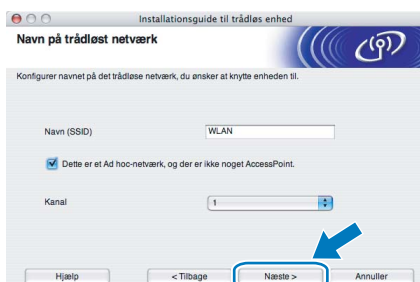 Installationsguide til trådløs enhed
Navn på trådløst netværk
Konfigurer navnet på det trådløse netværk, du ønsker at knytte enheden til.
Navn (SSID) WLAN
Dette er et Ad hoc-netværk, og der er ikke noget AccessPoint.
Kanal 1
Hjælp < Tilbage Næste > Annuller